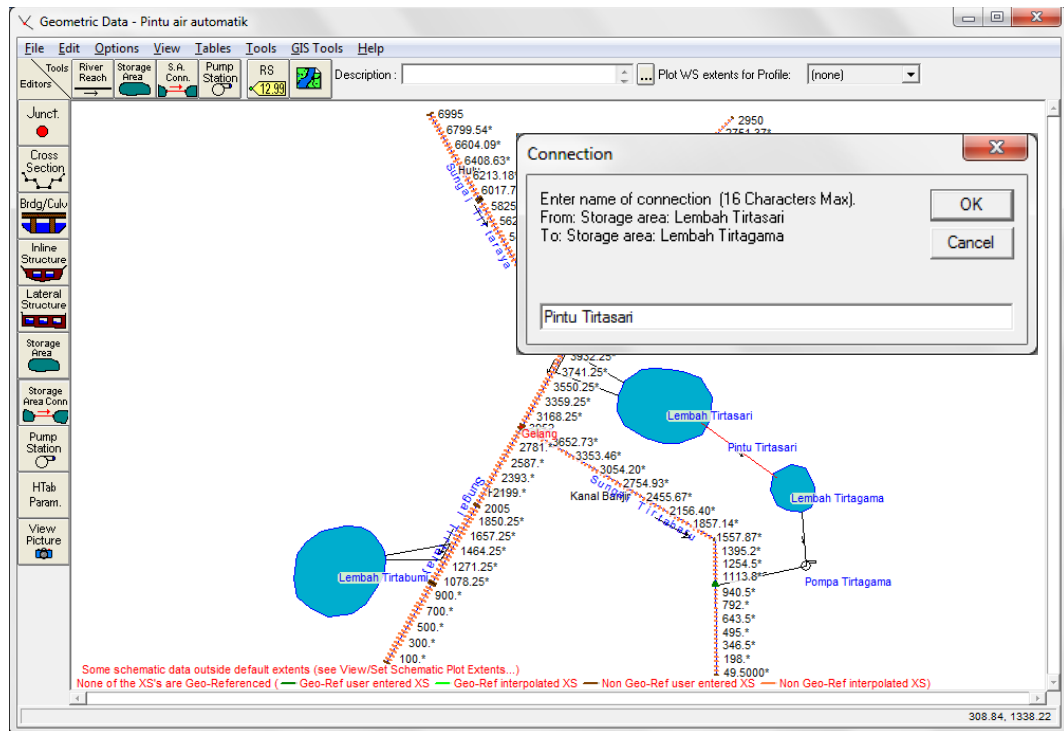 Geometric Data - Pintu air automatik
File Edit Options View Tables Tools GIS Tools Help
Tools
Editors
River
Reach
Storage
Area
S.A.
Conn.
Pump
Station
RS
12.99
Description :
...
Plot WS extents for Profile:
(none)
Junct.
Cross
Section
Brdg/Culv
Inline
Structure
Lateral
Structure
Storage
Area
Storage
Area Conn
Pump
Station
HTab
Param.
View
Picture
6995
6799.54*
6604.09*
6408.63*
6213.18*
6017.7
5825
562
Sungai Tirtaraya
2950
2751.37*
Connection
Enter name of connection (16 Characters Max).
From: Storage area: Lembah Tirtasari
To: Storage area: Lembah Tirtagama
OK
Cancel
Pintu Tirtasari
3932.25*
3741.25*
3550.25*
3359.25*
3168.25*
Gelang
2781.*
2587.*
2393.*
2199.*
2005
1850.25*
1657.25*
1464.25*
1271.25*
1078.25*
900.*
700.*
500.*
300.*
100.*
3652.73*
3353.46*
3054.20*
2754.93*
2455.67*
2156.40*
1857.14*
1557.87*
1395.2*
1254.5*
1113.8*
940.5*
792.*
643.5*
495.*
346.5*
198.*
49.5000*
Kanal Banjir
Sungai Tirtabaru
Lembah Tirtasari
Pintu Tirtasari
Lembah Tirtagama
Pompa Tirtagama
Lembah Tirtabumi
Some schematic data outside default extents (see View/Set Schematic Plot Extents...)
None of the XS's are Geo-Referenced ( Geo-Ref user entered XS Geo-Ref interpolated XS Non Geo-Ref user entered XS Non Geo-Ref interpolated XS)
308.84, 1338.22